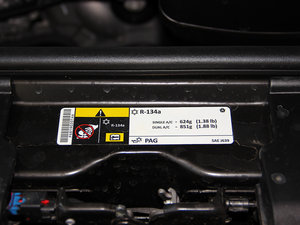 R-134a
R-134a
SINGLE A/C - 624g (1.38 lb)
DUAL A/C - 851g (1.88 lb)
PAG
SAE J639